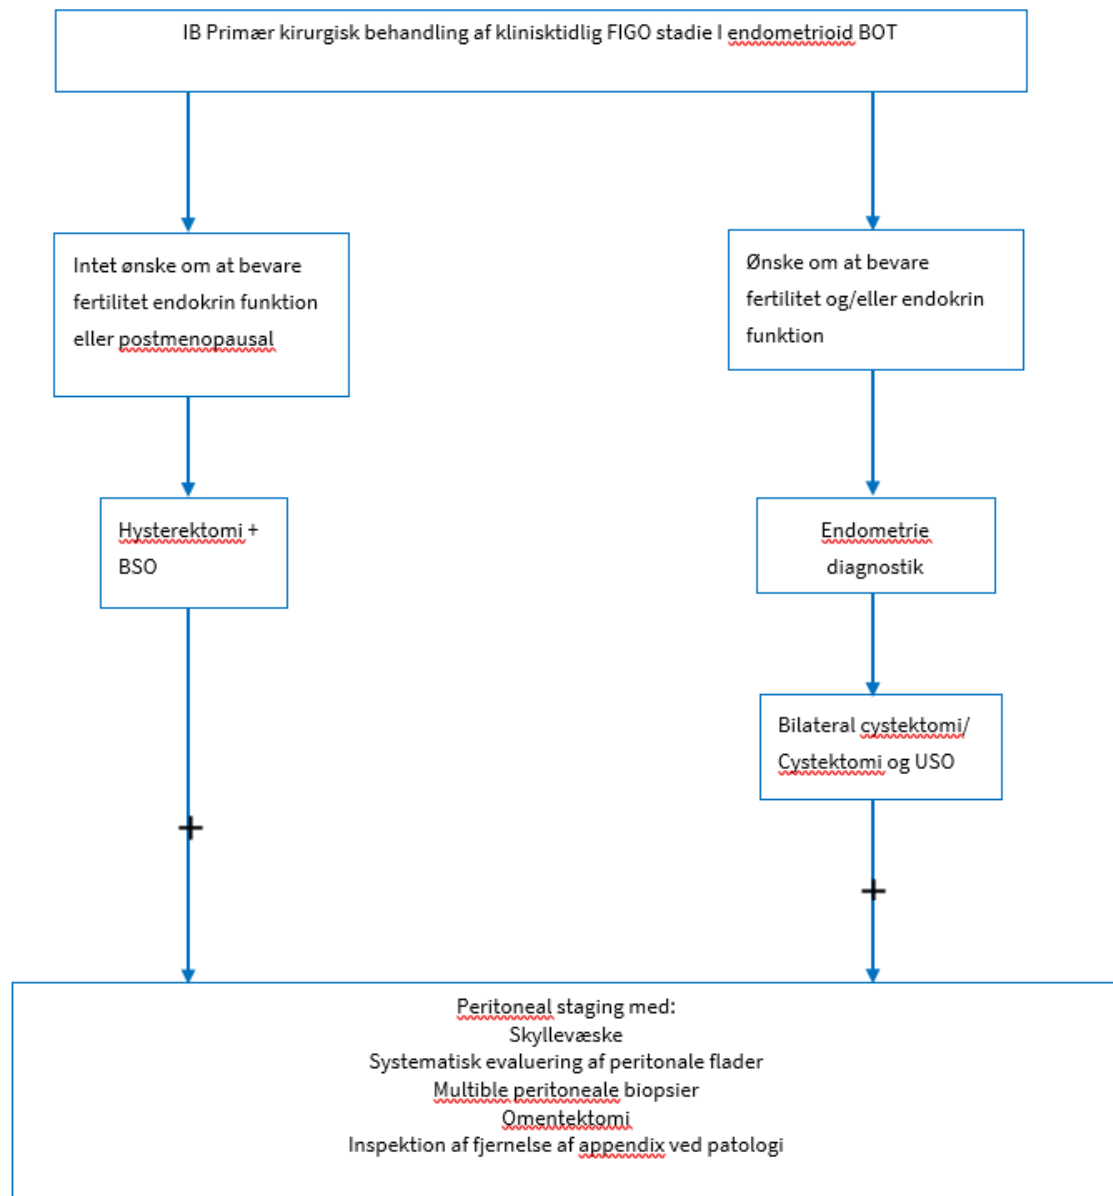 IB Primær kirurgisk behandling af klinisktidlig FIGO stadie I endometrioid BOT
Intet ønske om at bevare
fertilitet endokrin funktion
eller postmenopausal
Ønske om at bevare
fertilitet og/eller endokrin
funktion
Hysterektomi +
BSO
Endometrie
diagnostik
Bilateral cystektomi/
Cystektomi og USO
+
+
Peritoneal staging med:
Skyllevæske
Systematisk evaluering af peritonale flader
Multible peritoneale biopsier
Omentektomi
Inspektion af fjernelse af appendix ved patologi